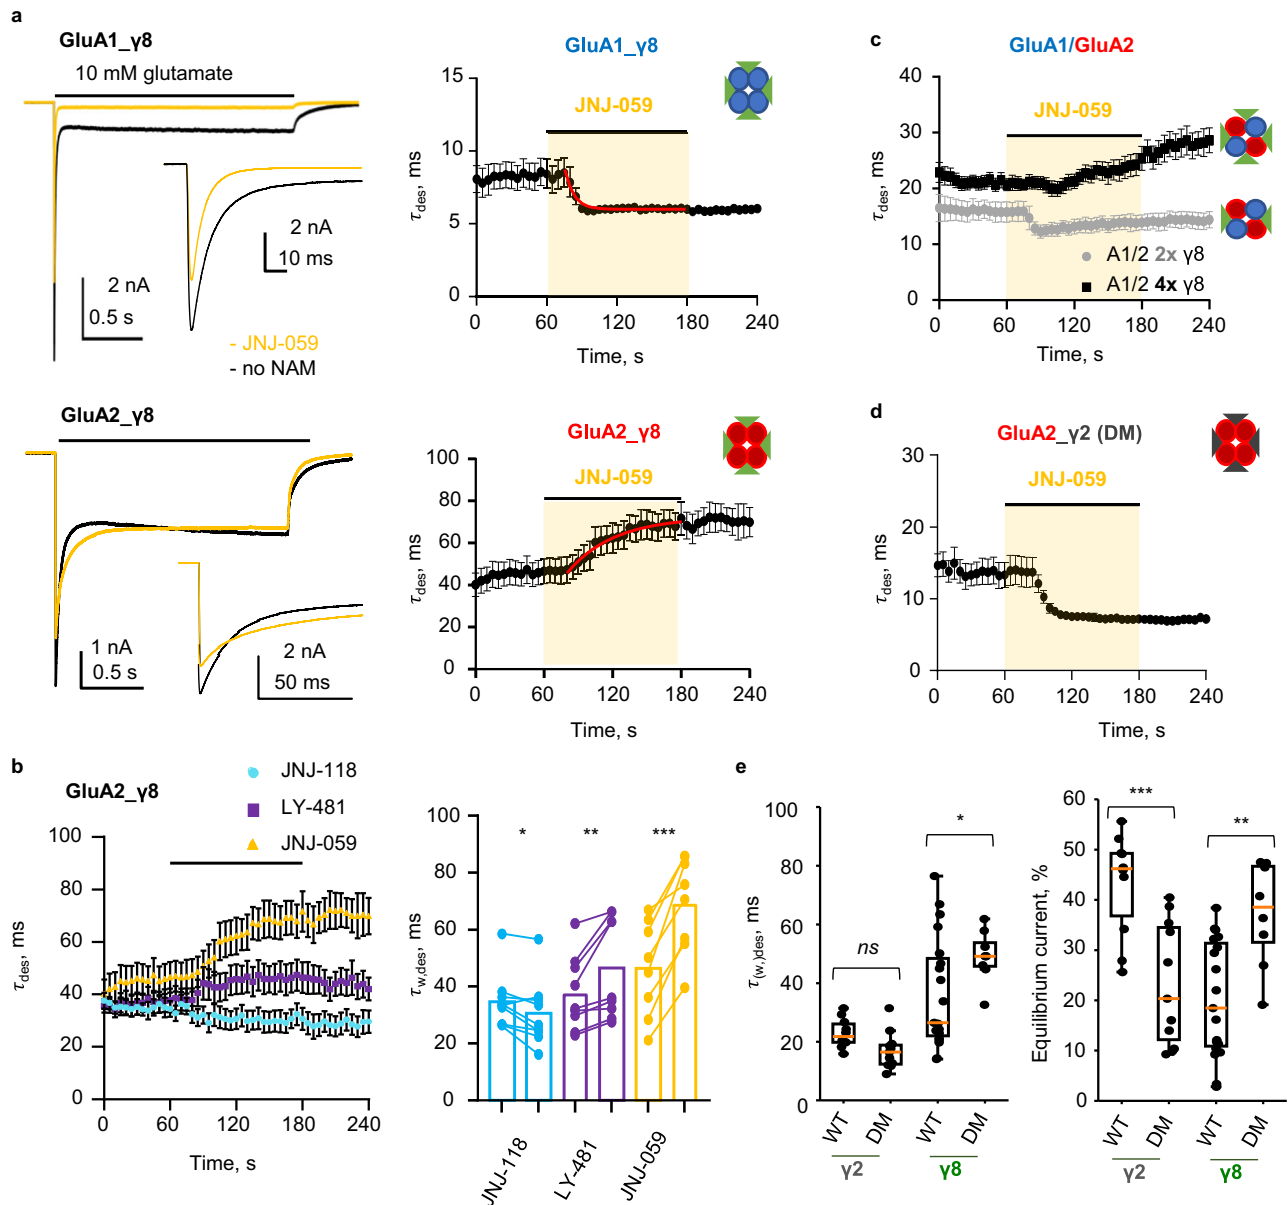 a
GluA1_γ8
10 mM glutamate
2 nA
10 ms
2 nA
0.5 s
- JNJ-059
- no NAM
GluA1_γ8
JNJ-059
15
10
5
0
τdes, ms
0 60 120 180 240
Time, s
GluA2_γ8
1 nA
0.5 s
2 nA
50 ms
GluA2_γ8
JNJ-059
100
80
60
40
20
0
τdes, ms
0 60 120 180 240
Time, s
b
GluA2_γ8
JNJ-118
LY-481
JNJ-059
100
80
60
40
20
0
τdes, ms
0 60 120 180 240
Time, s
100
80
60
40
20
0
τw,des, ms
* ** ***
JNJ-118
LY-481
JNJ-059
c
GluA1/GluA2
JNJ-059
40
30
20
10
0
τdes, ms
A1/2 2x γ8
A1/2 4x γ8
0 60 120 180 240
Time, s
d
GluA2_γ2 (DM)
JNJ-059
30
15
10
0
τdes, ms
0 60 120 180 240
Time, s
e
100
80
60
40
20
0
τ(w,)des, ms
ns
*
WT DM WT DM
γ2 γ8
60
50
40
30
20
10
0
Equilibrium current, %
***
**
WT DM WT DM
γ2 γ8